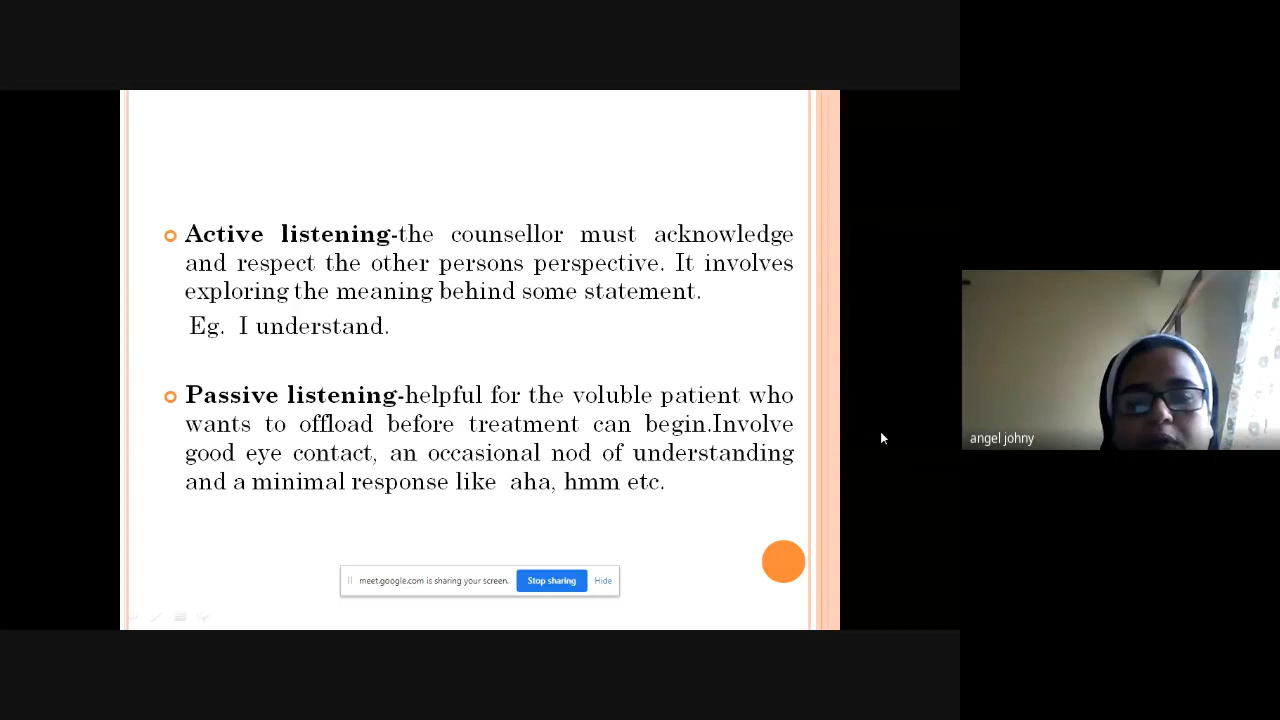 Active listening-the counsellor must acknowledge
and respect the other persons perspective. It involves
exploring the meaning behind some statement.
Eg. I understand.
Passive listening-helpful for the voluble patient who
wants to offload before treatment can begin.Involve
good eye contact, an occasional nod of understanding
and a minimal response like aha, hmm etc.
angel johny
meet.google.com is sharing your screen. Stop sharing Hide